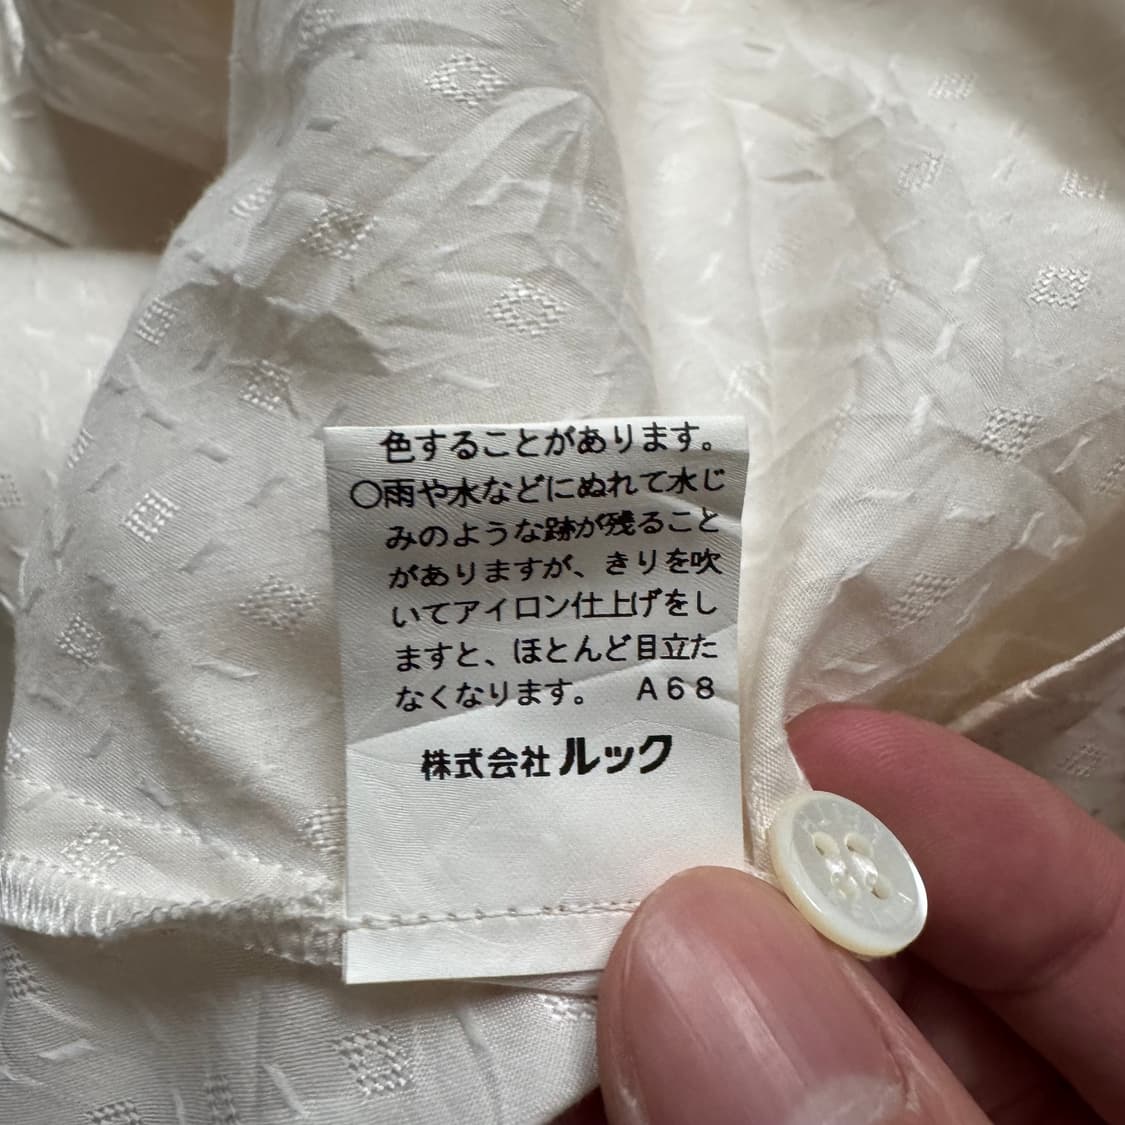 色することがあります。
○雨や水などにぬれて水じ
みのような跡が残ること
がありますが、きりを吹
いてアイロン仕上げをし
ますと、ほとんど目立た
なくなります。 A68
株式会社ルック